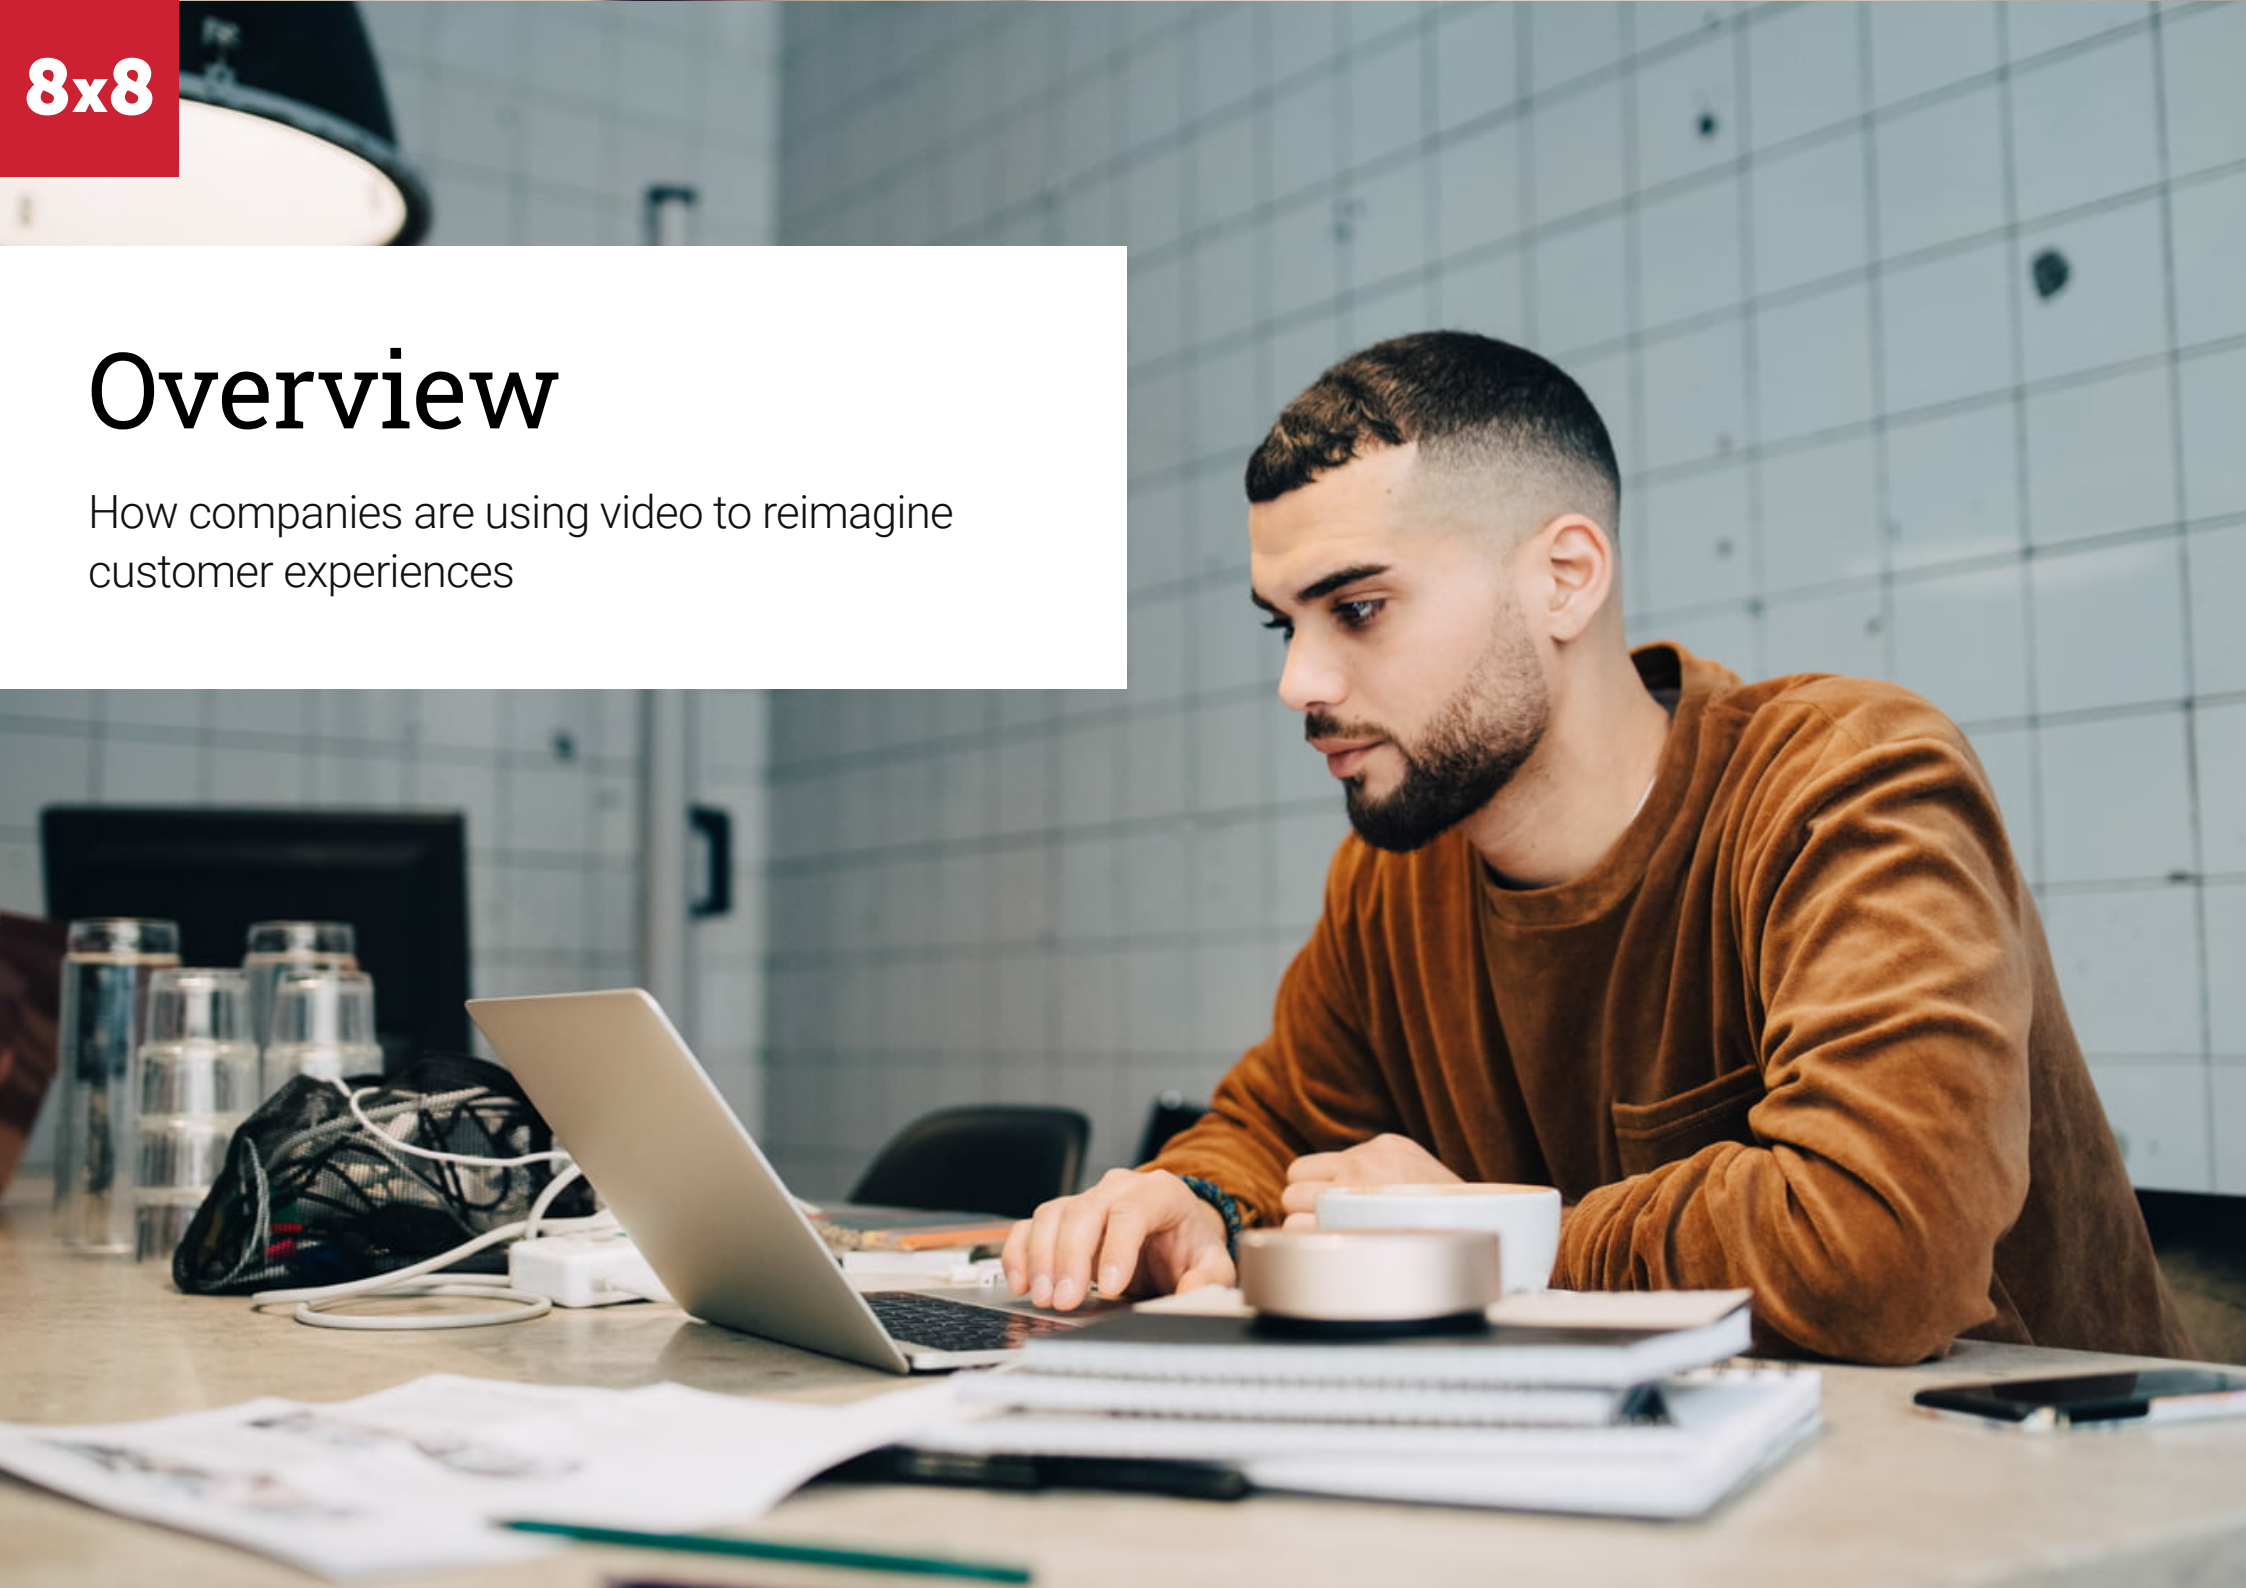 8x8
Overview
How companies are using video to reimagine
customer experiences